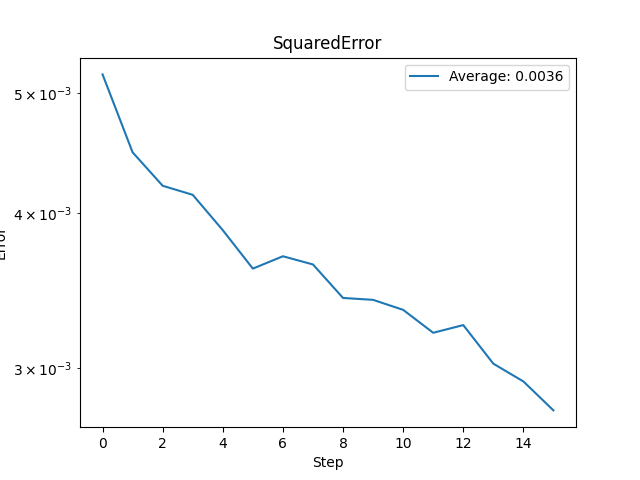 SquaredError
Average: 0.0036
5 × 10⁻³
4 × 10⁻³
3 × 10⁻³
Error
0 2 4 6 8 10 12 14
Step